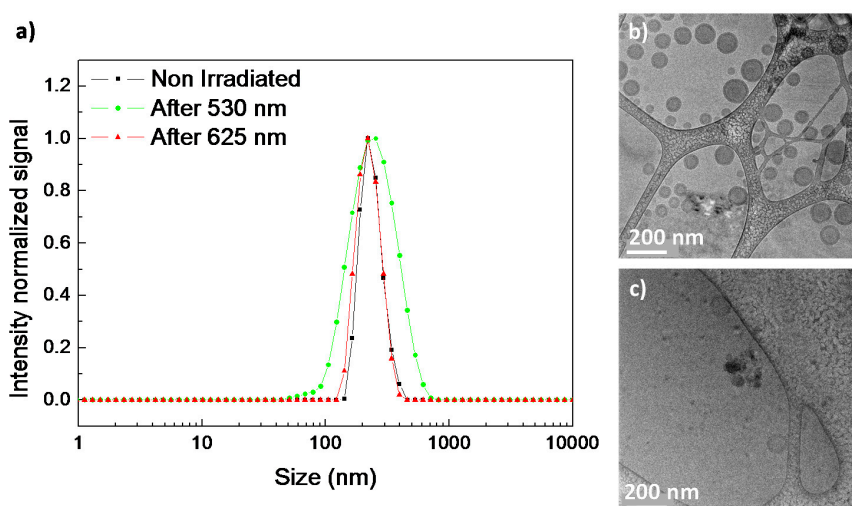 a)
Non Irradiated
After 530 nm
After 625 nm
Intensity normalized signal
1.2
1.0
0.8
0.6
0.4
0.2
0.0
1 10 100 1000 10000
Size (nm)
b)
200 nm
c)
200 nm